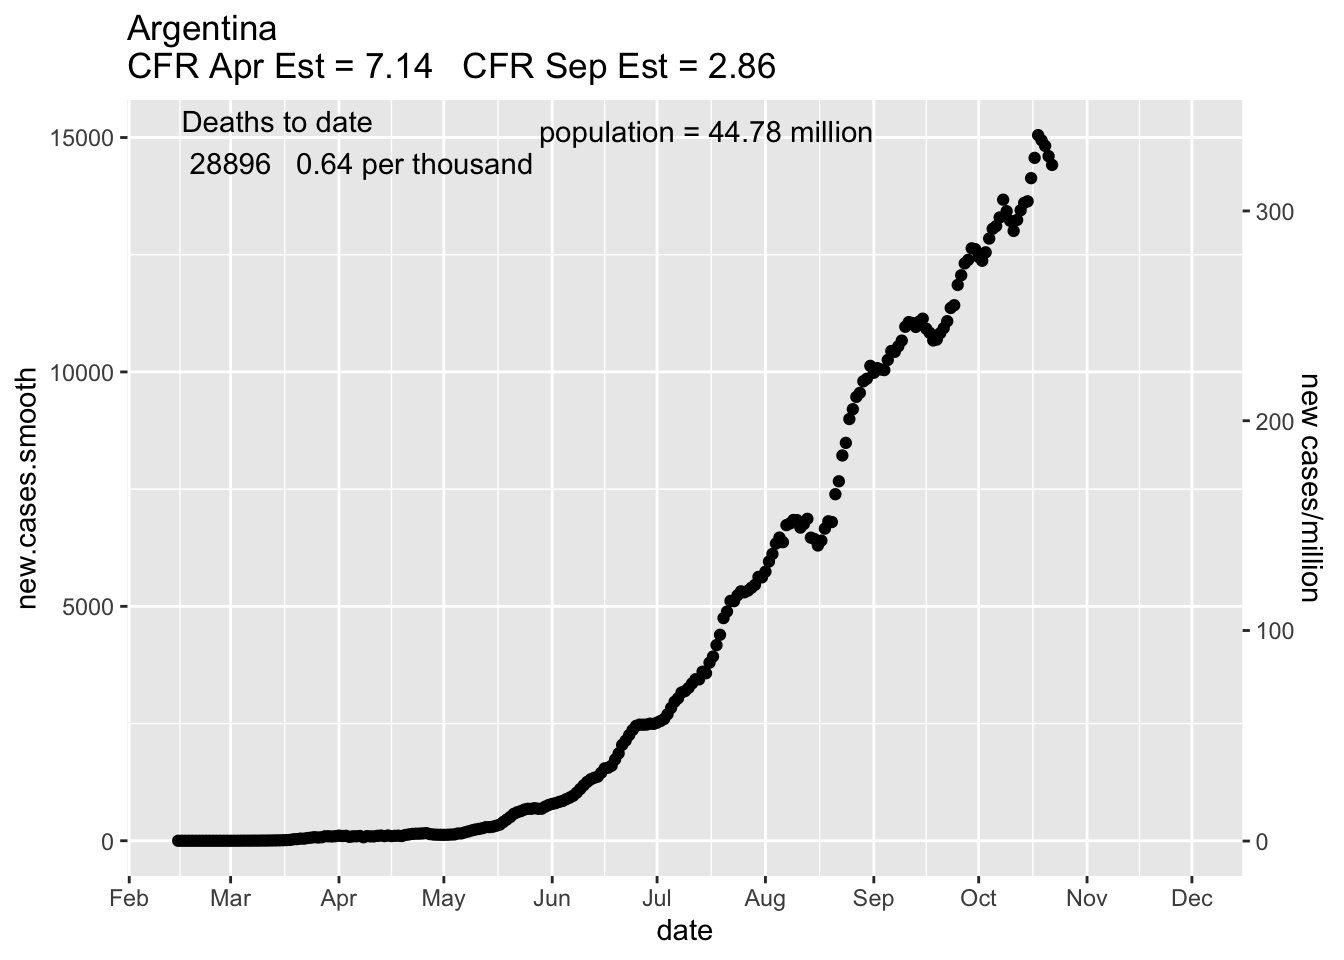 Argentina
CFR Apr Est = 7.14 CFR Sep Est = 2.86
Deaths to date
28896 0.64 per thousand
population = 44.78 million
new.cases.smooth
15000
10000
5000
0
300
200
100
0
new cases/million
Feb Mar Apr May Jun Jul Aug Sep Oct Nov Dec
date